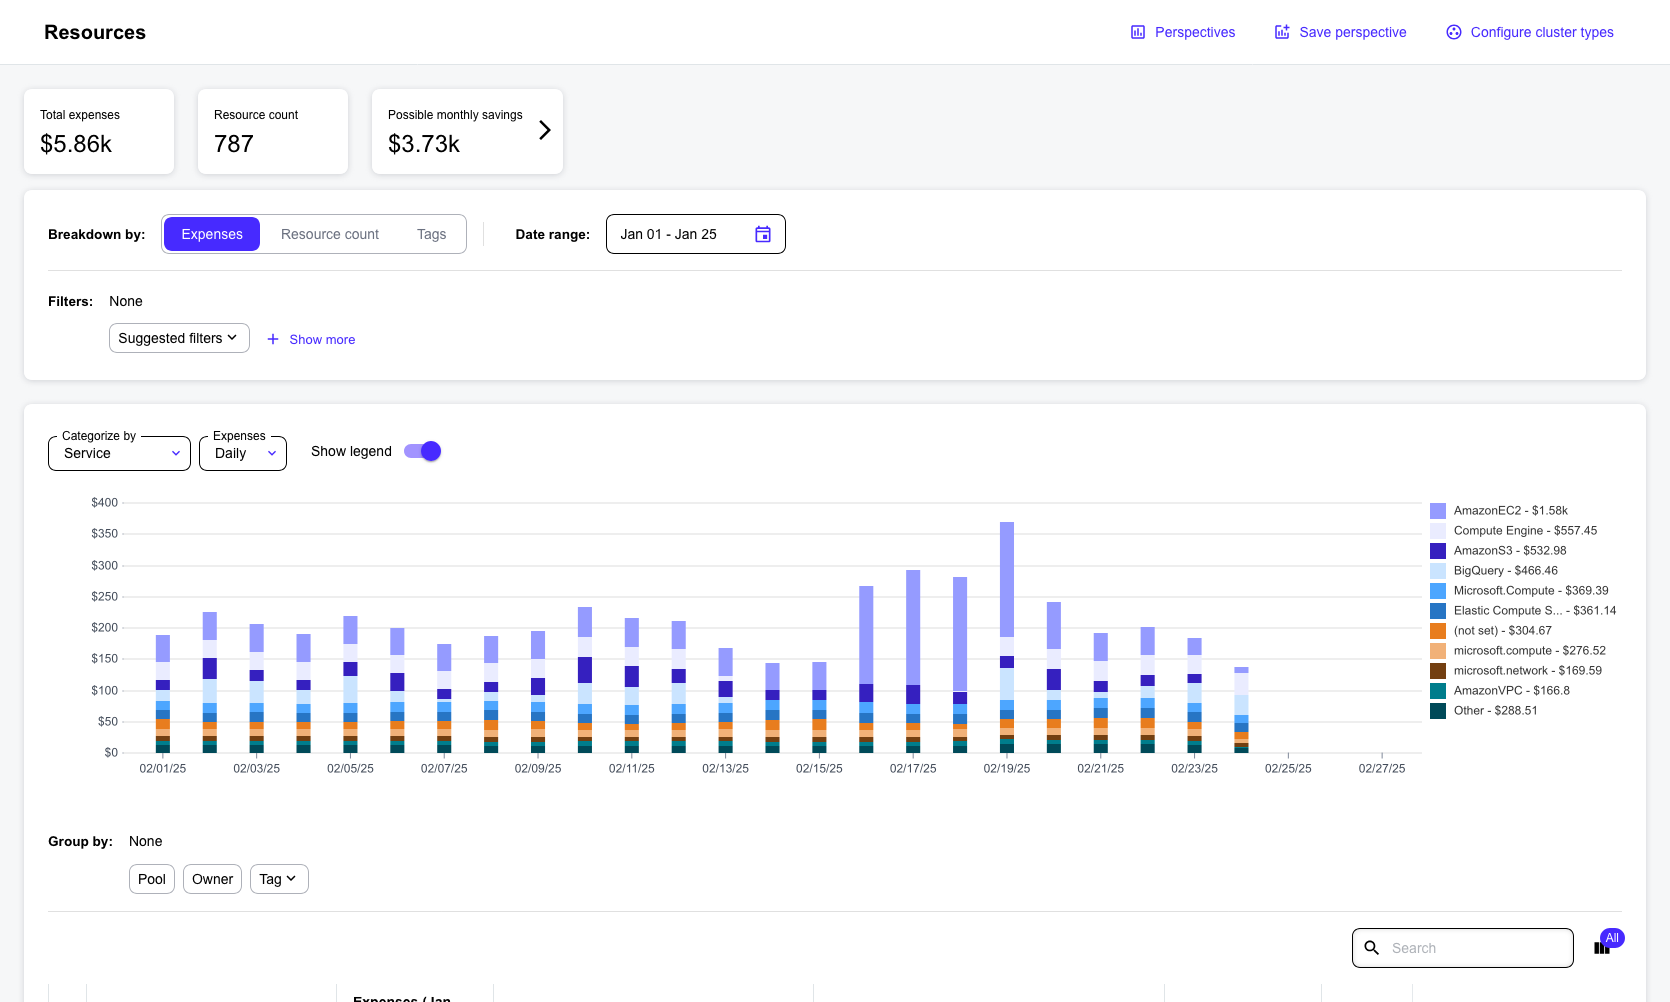 Resources
Perspectives
Save perspective
Configure cluster types
Total expenses
$5.86k
Resource count
787
Possible monthly savings
$3.73k
Breakdown by:
Expenses
Resource count
Tags
Date range:
Jan 01 - Jan 25
Filters:
None
Suggested filters
Show more
Categorize by
Service
Expenses
Daily
Show legend
$400
$350
$300
$250
$200
$150
$100
$50
$0
02/01/25
02/03/25
02/05/25
02/07/25
02/09/25
02/11/25
02/13/25
02/15/25
02/17/25
02/19/25
02/21/25
02/23/25
02/25/25
02/27/25
AmazonEC2 - $1.58k
Compute Engine - $557.45
AmazonS3 - $532.98
BigQuery - $466.46
Microsoft.Compute - $369.39
Elastic Compute S... - $361.14
(not set) - $304.67
microsoft.compute - $276.52
microsoft.network - $169.59
AmazonVPC - $166.8
Other - $288.51
Group by:
None
Pool
Owner
Tag
Search
All
Expenses (Jan